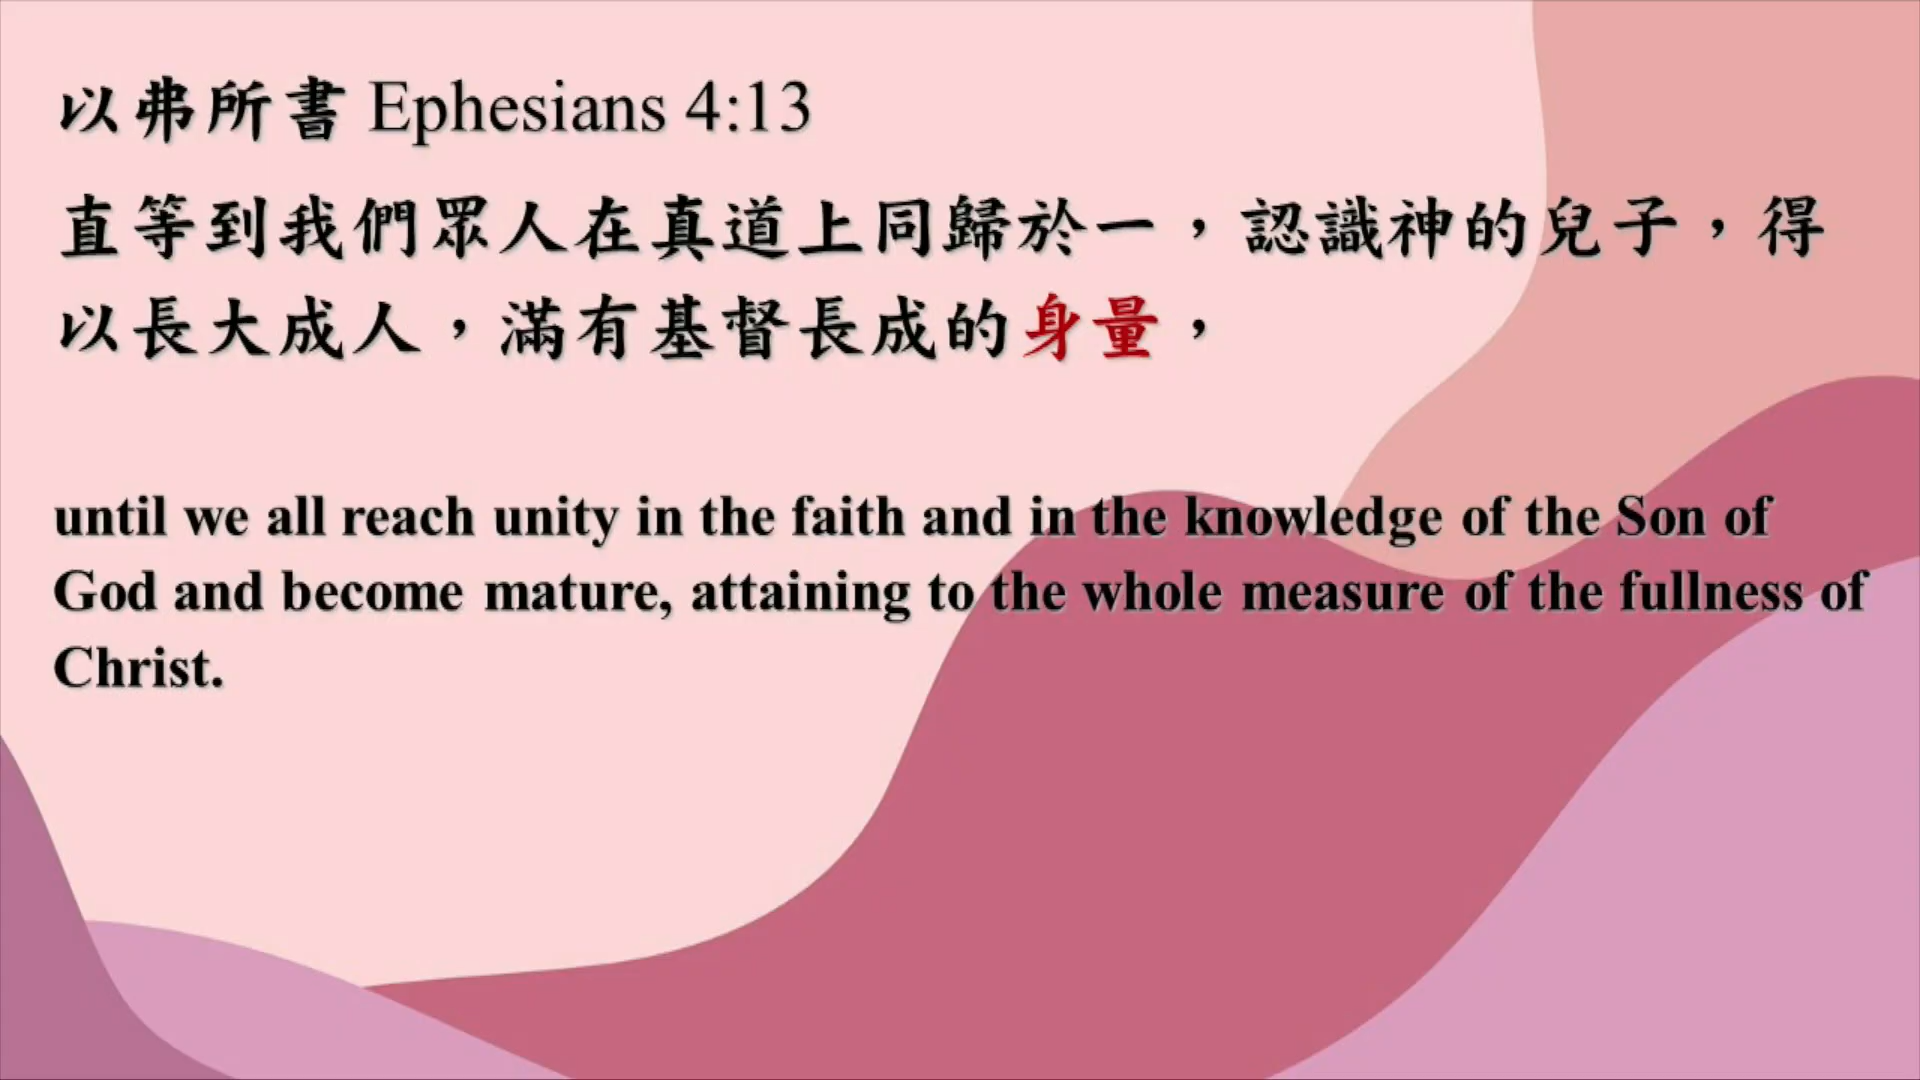 以弗所書 Ephesians 4:13
直等到我們眾人在真道上同歸於一，認識神的兒子，得
以長大成人，滿有基督長成的身量，
until we all reach unity in the faith and in the knowledge of the Son of
God and become mature, attaining to the whole measure of the fullness of
Christ.